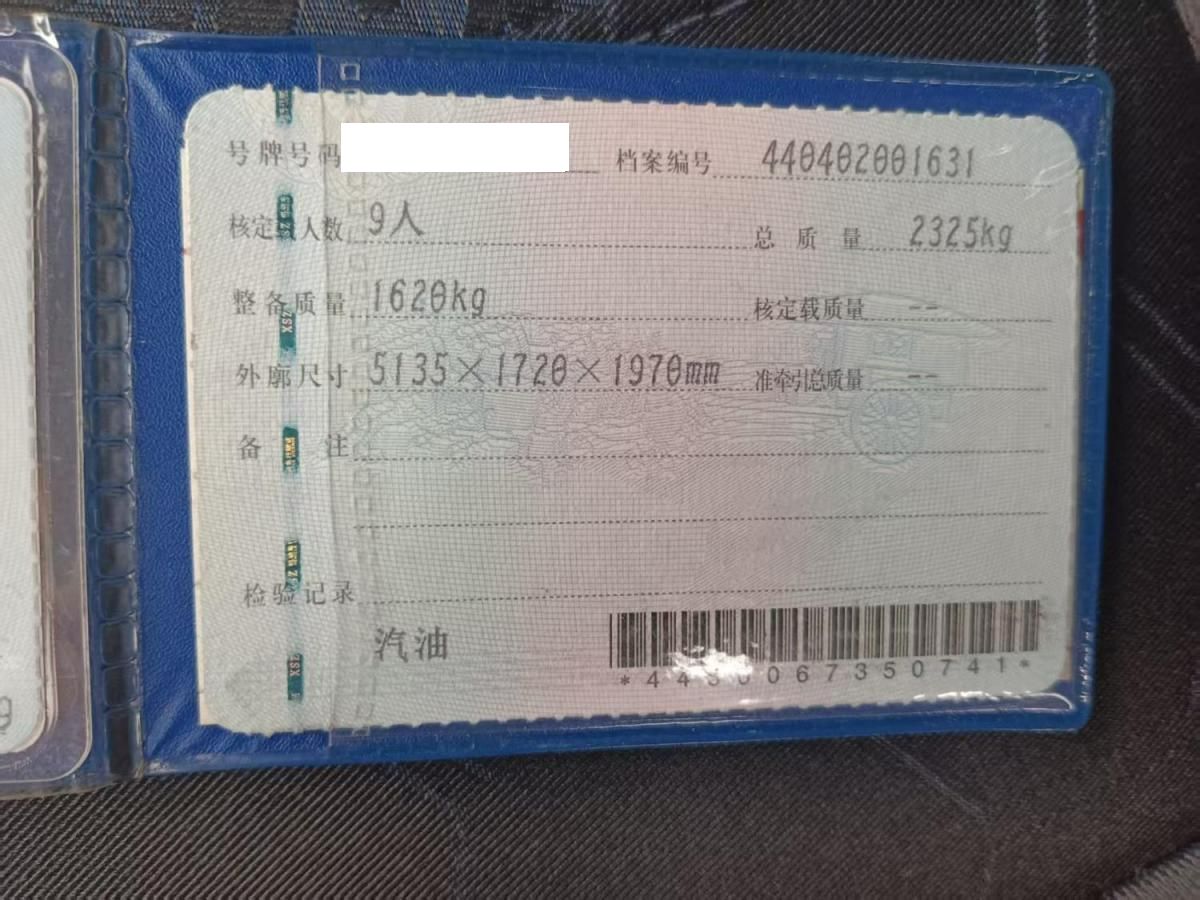 号牌号码 档案编号 440402001631
核定 人数 9人 总质量 2325kg
整备质量 1620kg 核定载质量 --
外廓尺寸 5135×1720×1970mm 准牵引总质量 --
备注
检验记录
汽油
*4430067350741*